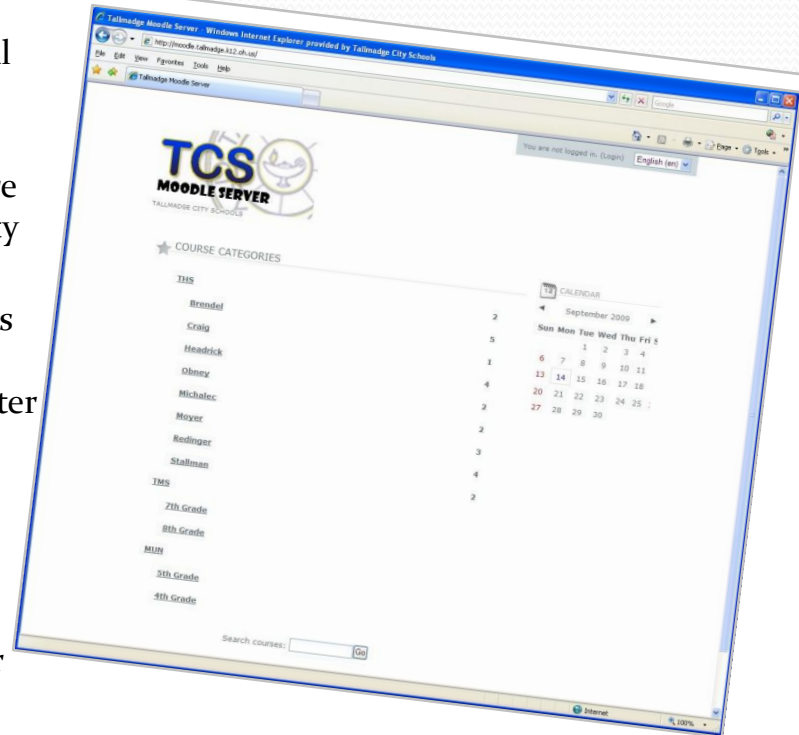 Tallmadge Moodle Server - Windows Internet Explorer provided by Tallmadge City Schools
http://moodle.tallmadge.k12.oh.us/
Google
File Edit View Favorites Tools Help
Tallmadge Moodle Server
Page Tools
You are not logged in. (Login) English (en)
TCS
MOODLE SERVER
TALLMADGE CITY SCHOOLS
COURSE CATEGORIES
THS 2
Brendel 5
Craig 1
Headrick 4
Obney 2
Michalec 2
Moyer 3
Redinger 4
Stallman 2
TMS
7th Grade
8th Grade
MUN
5th Grade
4th Grade
Search courses: Go
CALENDAR
September 2009
Sun Mon Tue Wed Thu Fri S
1 2 3 4
6 7 8 9 10 11
13 14 15 16 17 18
20 21 22 23 24 25
27 28 29 30
Internet 100%